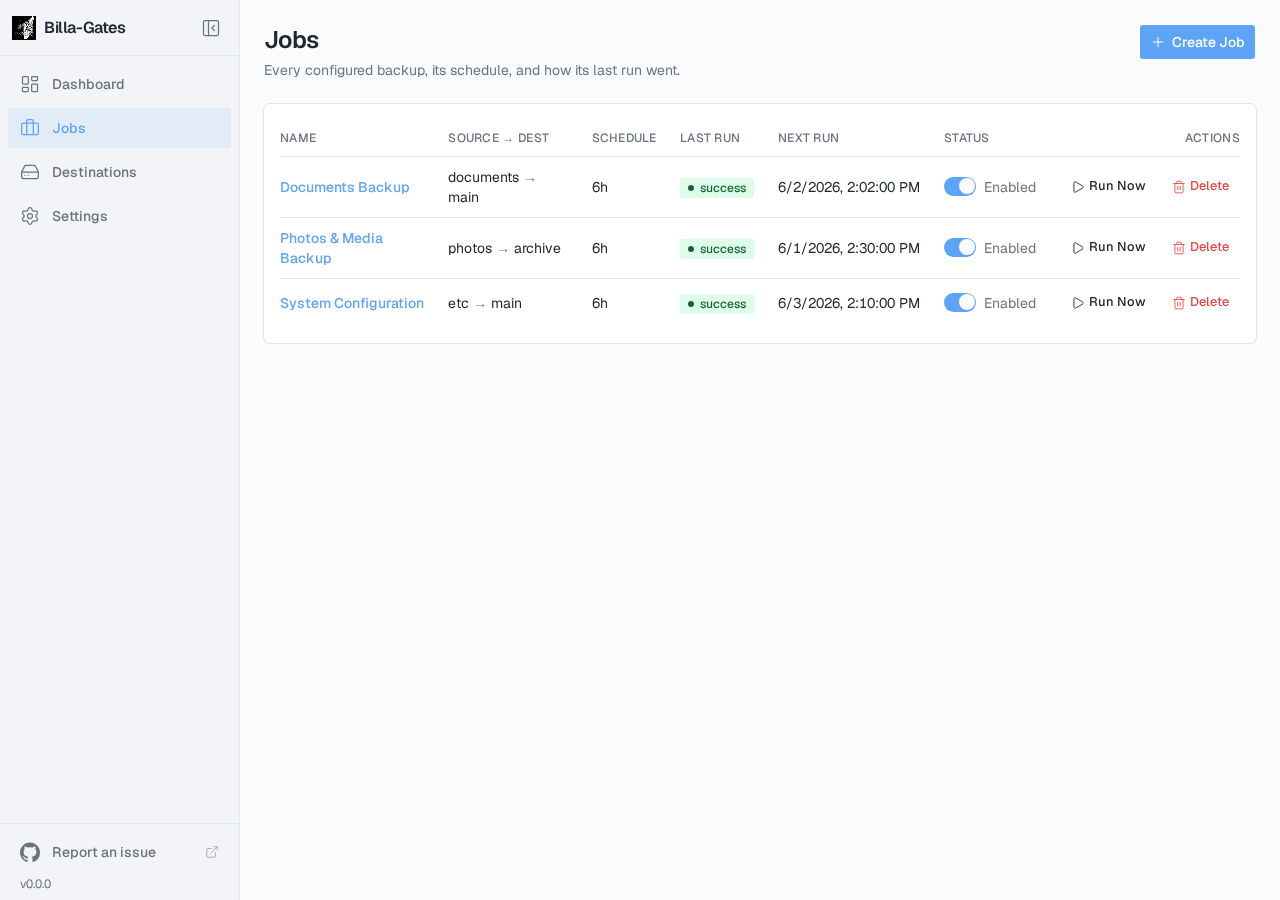 Billa-Gates
Dashboard
Jobs
Destinations
Settings
Report an issue
v0.0.0
Jobs
Every configured backup, its schedule, and how its last run went.
Create Job
NAME SOURCE → DEST SCHEDULE LAST RUN NEXT RUN STATUS ACTIONS
Documents Backup documents → main 6h success 6/2/2026, 2:02:00 PM Enabled Run Now Delete
Photos & Media Backup photos → archive 6h success 6/1/2026, 2:30:00 PM Enabled Run Now Delete
System Configuration etc → main 6h success 6/3/2026, 2:10:00 PM Enabled Run Now Delete